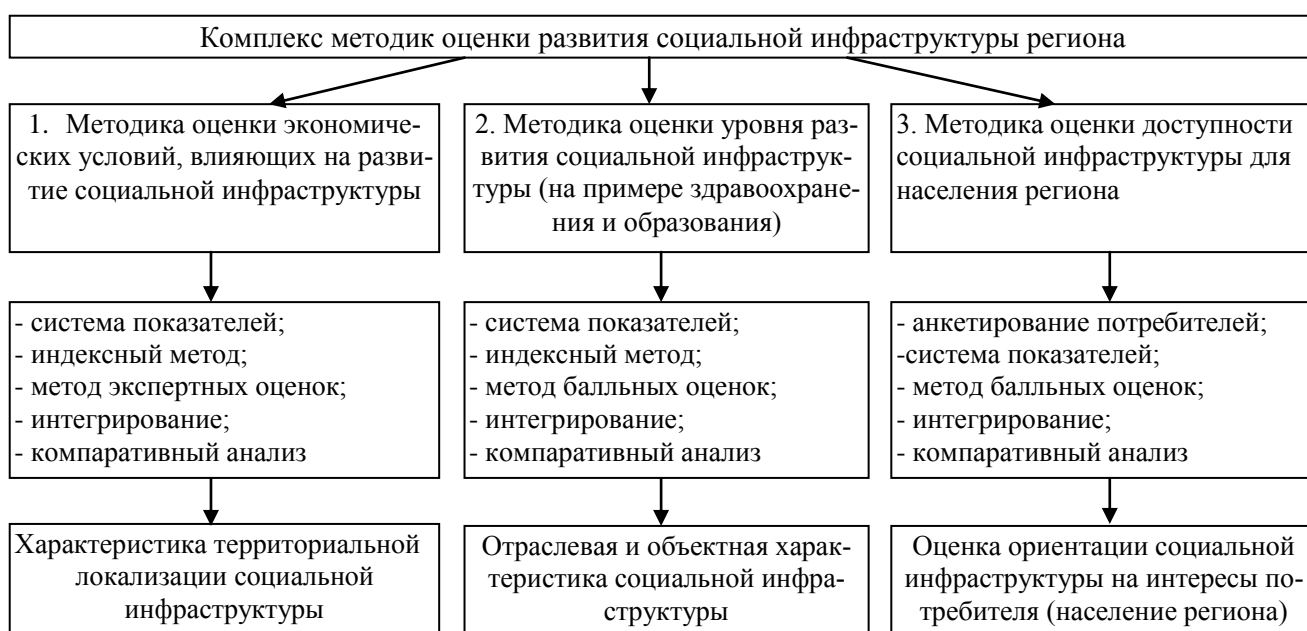 Комплекс методик оценки развития социальной инфраструктуры региона
1. Методика оценки экономиче-
ских условий, влияющих на разви-
тие социальной инфраструктуры
2. Методика оценки уровня раз-
вития социальной инфраструк-
туры (на примере здравоохране-
ния и образования)
3. Методика оценки доступности
социальной инфраструктуры для
населения региона
- система показателей;
- индексный метод;
- метод экспертных оценок;
- интегрирование;
- компаративный анализ
- система показателей;
- индексный метод;
- метод балльных оценок;
- интегрирование;
- компаративный анализ
- анкетирование потребителей;
-система показателей;
- метод балльных оценок;
- интегрирование;
- компаративный анализ
Характеристика территориальной
локализации социальной
инфраструктуры
Отраслевая и объектная харак-
теристика социальной инфра-
структуры
Оценка ориентации социальной
инфраструктуры на интересы по-
требителя (население региона)